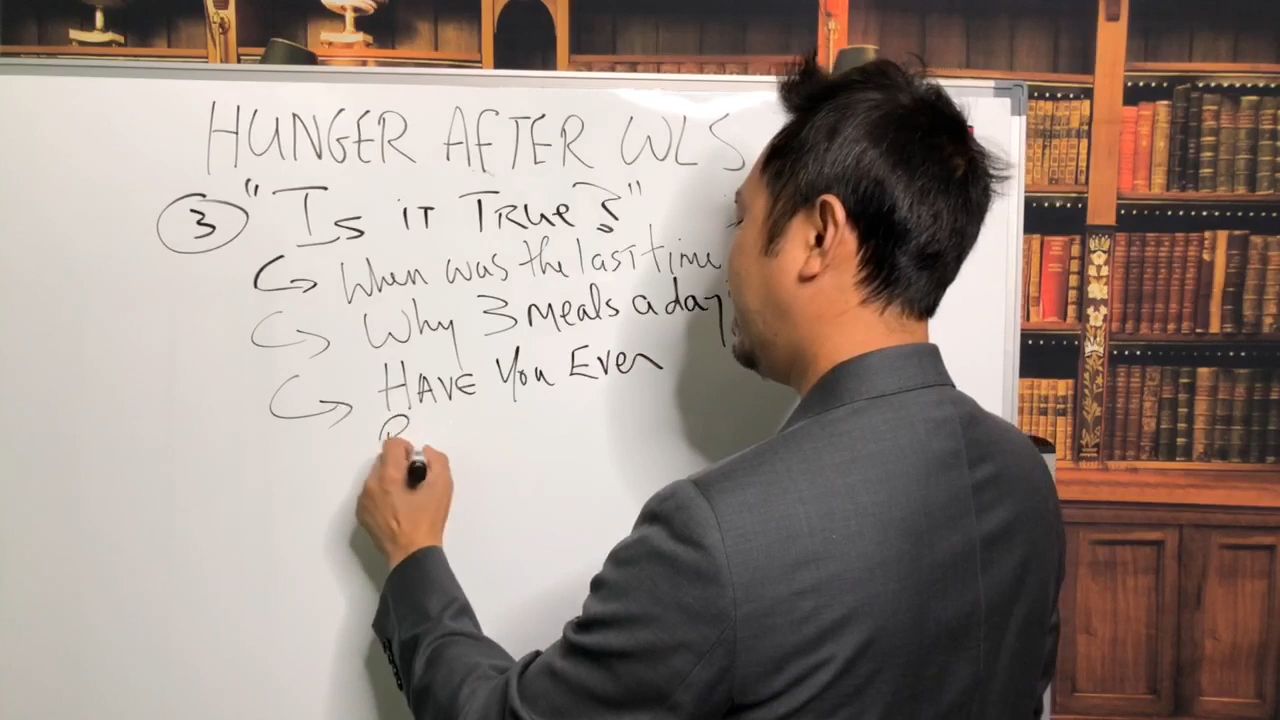 HUNGER AFTER WLS
③ "Is iT TRue?"
When was the last time
Why 3 meals a day
HAVE You Ever